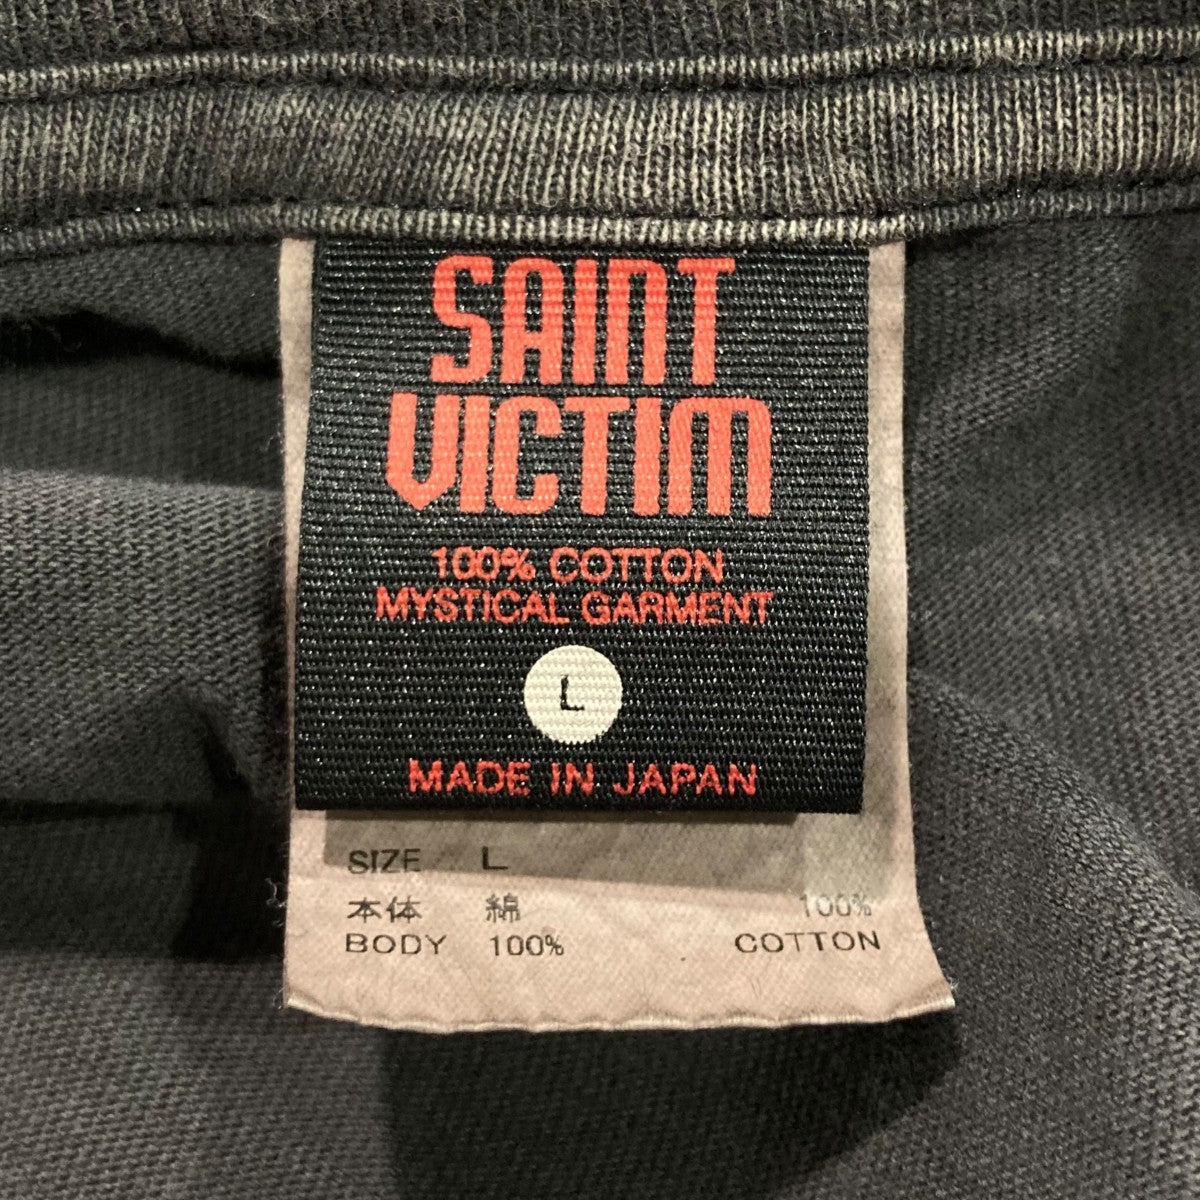 SAINT
VICTIM
100% COTTON
MYSTICAL GARMENT
L
MADE IN JAPAN
SIZE L
本体 綿 100%
BODY 100% COTTON